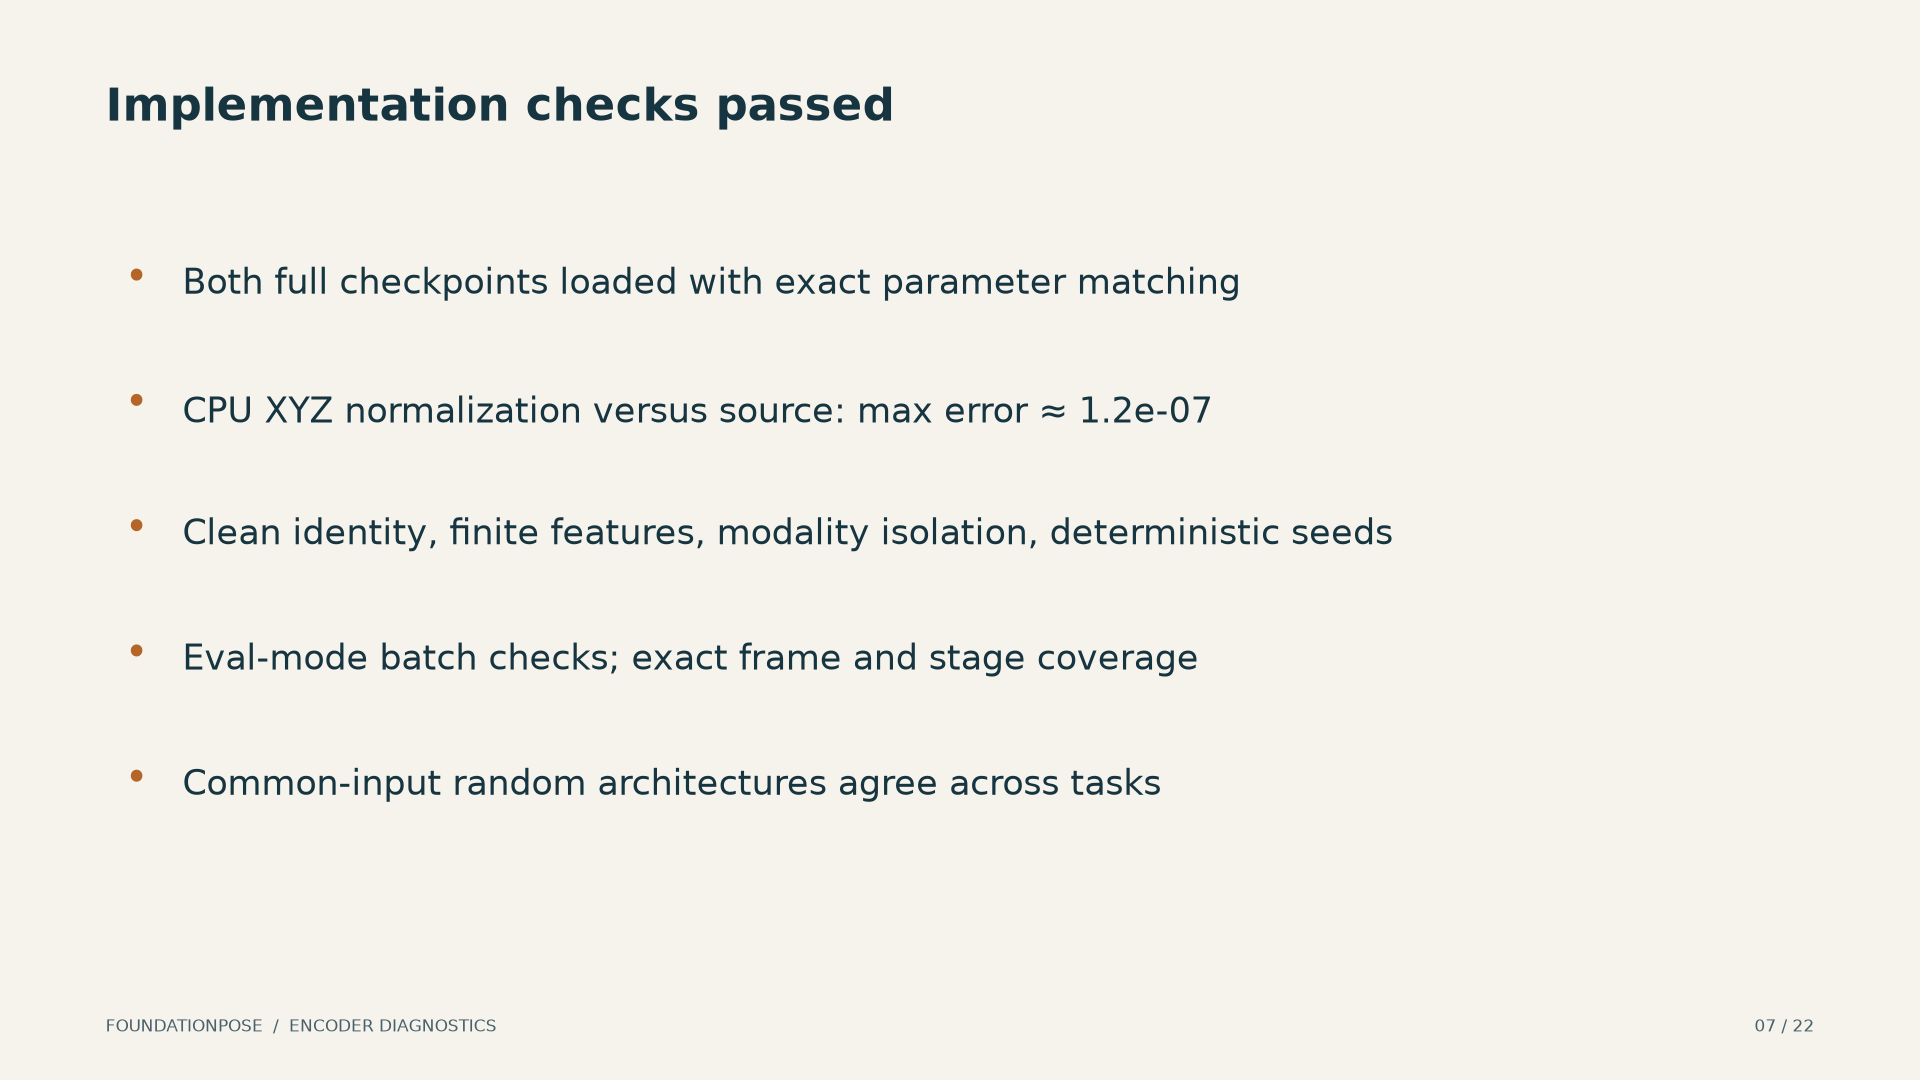 Implementation checks passed
• Both full checkpoints loaded with exact parameter matching
• CPU XYZ normalization versus source: max error ≈ 1.2e-07
• Clean identity, finite features, modality isolation, deterministic seeds
• Eval-mode batch checks; exact frame and stage coverage
• Common-input random architectures agree across tasks
FOUNDATIONPOSE / ENCODER DIAGNOSTICS
07 / 22